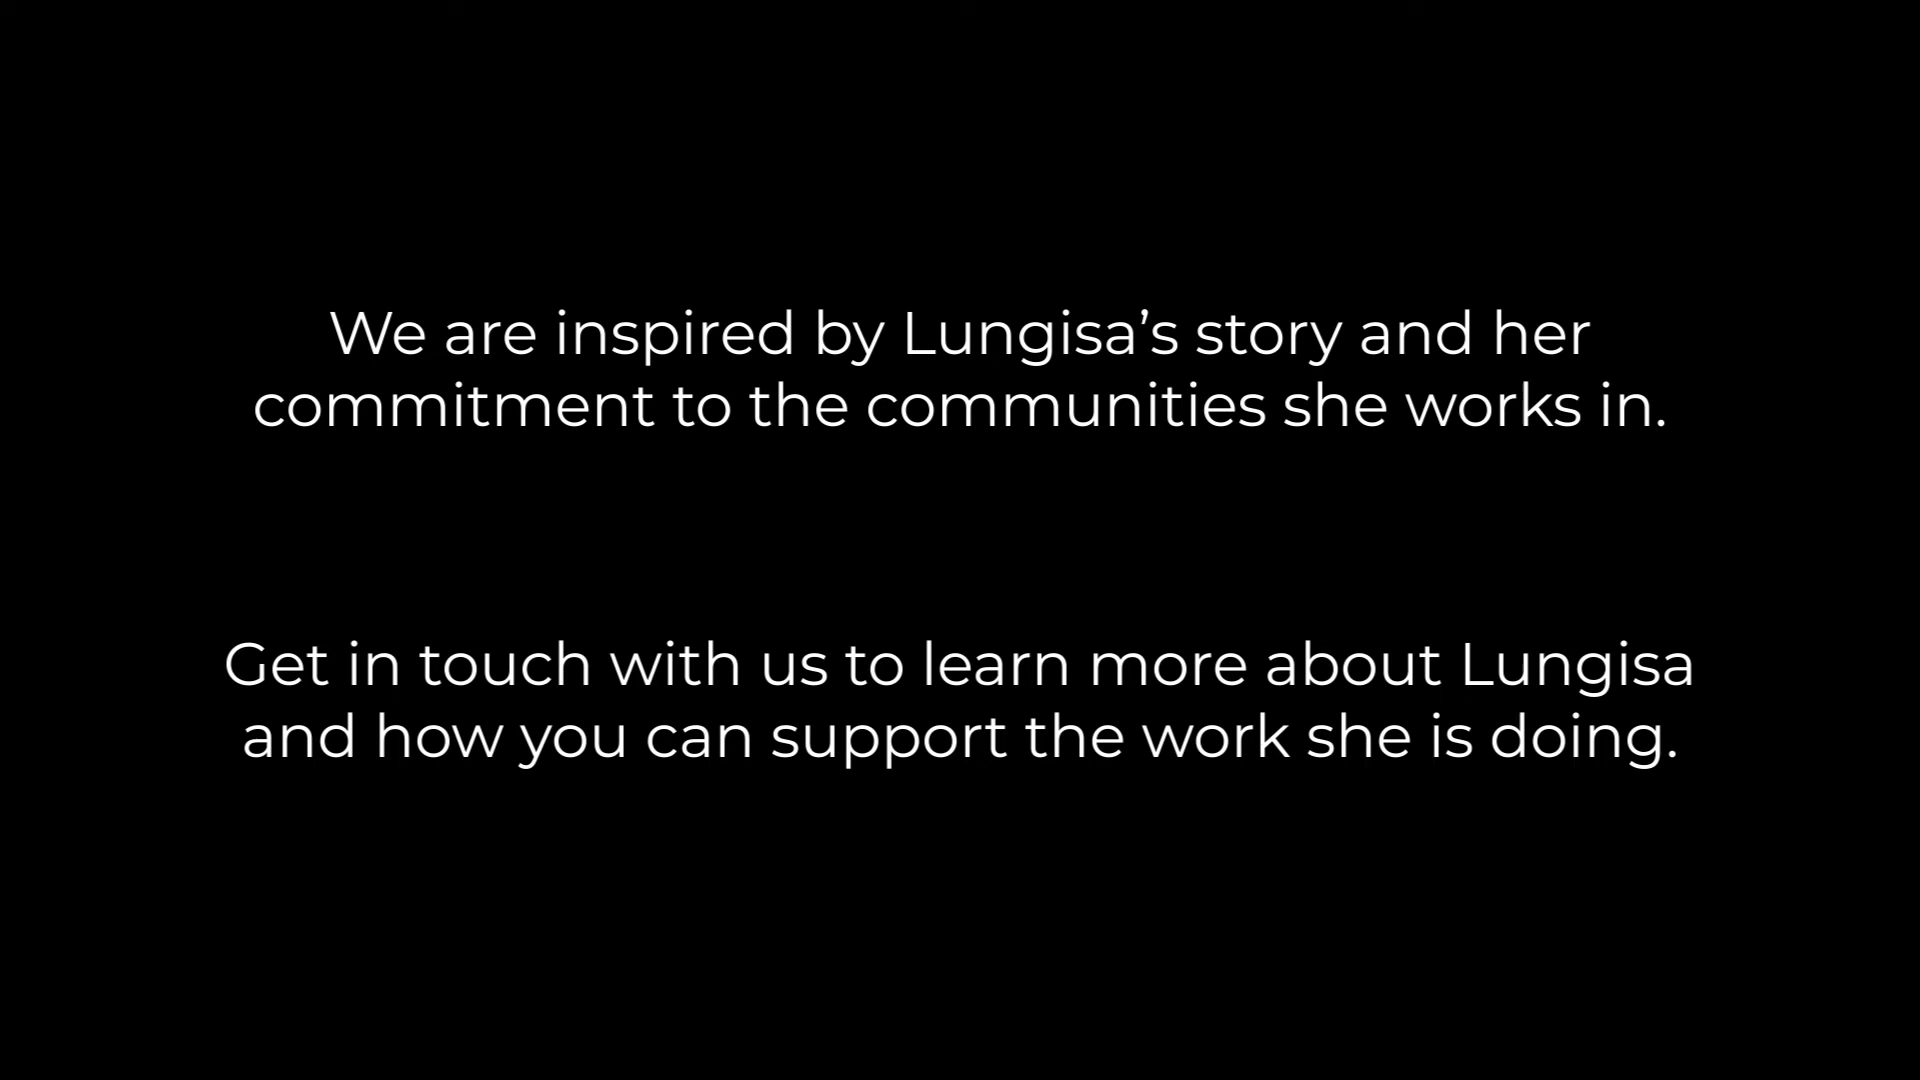 We are inspired by Lungisa’s story and her
commitment to the communities she works in.
Get in touch with us to learn more about Lungisa
and how you can support the work she is doing.